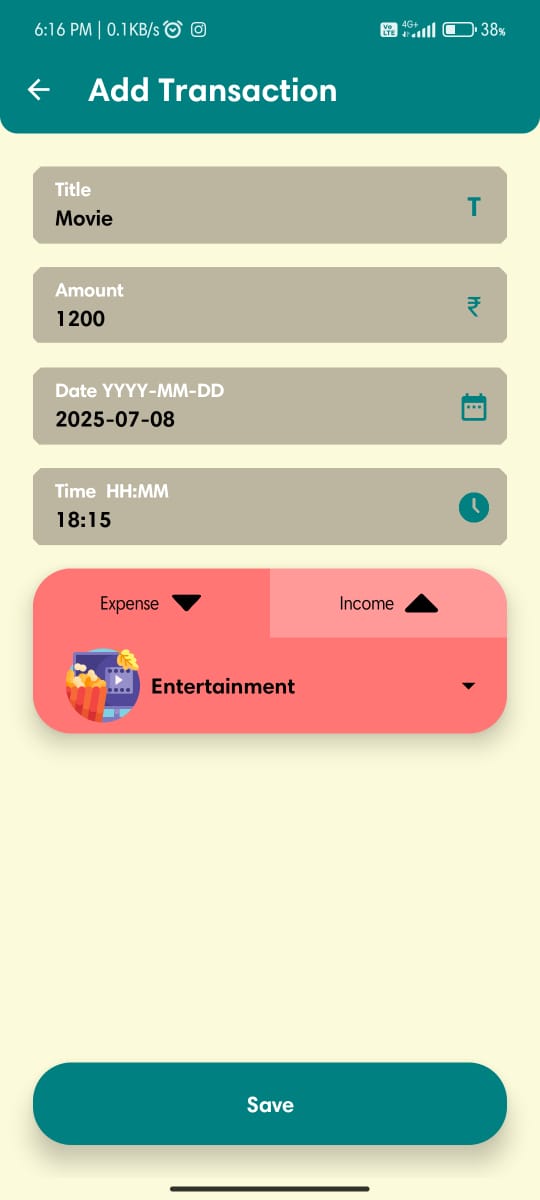 6:16 PM | 0.1KB/s Vo LTE 4G+ 38%
Add Transaction
Title
Movie T
Amount
1200 ₹
Date YYYY-MM-DD
2025-07-08
Time HH:MM
18:15
Expense Income
Entertainment
Save